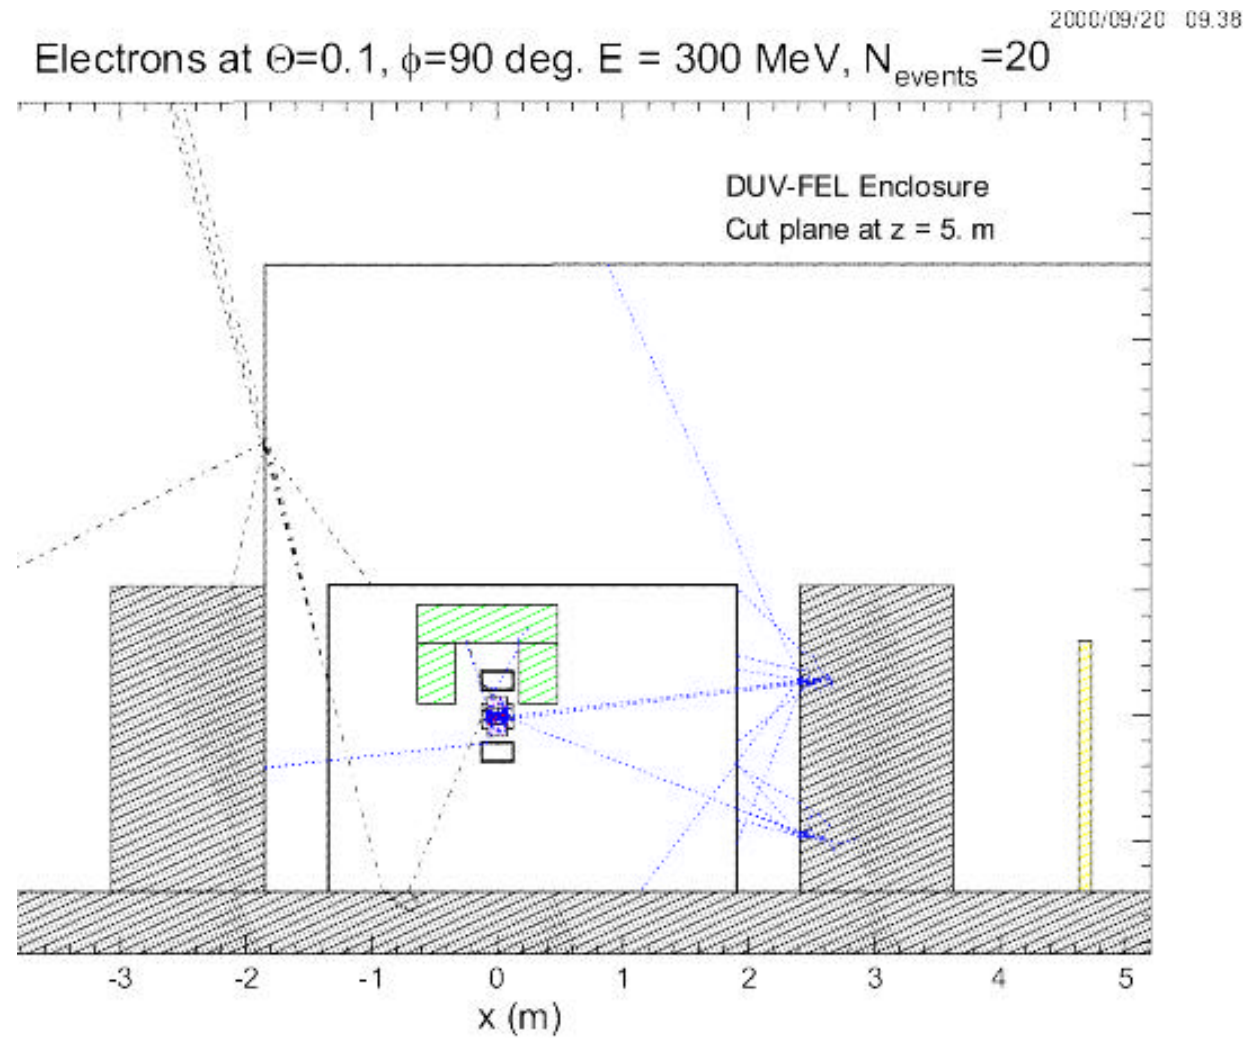 2000/09/20 09.38
Electrons at Θ=0.1, ϕ=90 deg. E = 300 MeV, Nevents=20
DUV-FEL Enclosure
Cut plane at z = 5. m
-3 -2 -1 0 1 2 3 4 5
x (m)